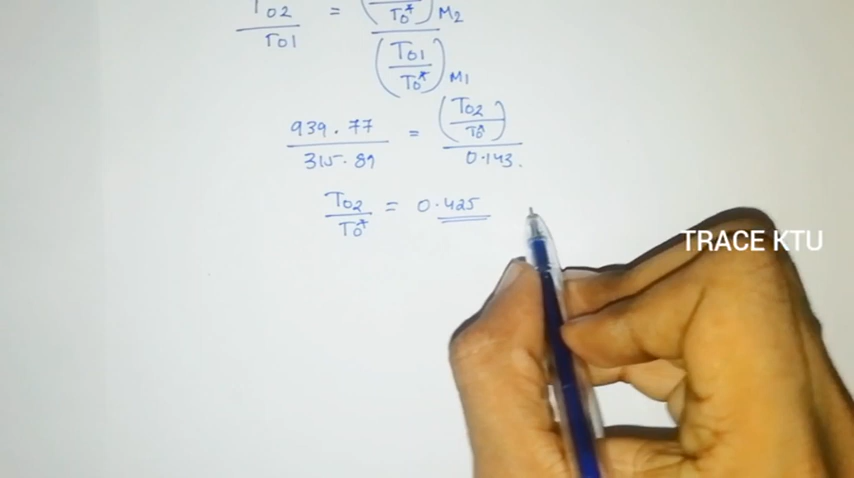 T02 / T01 = (/ T0*)M2 / (T01 / T0*)M1
939.77 / 315.89 = (T02 / T0*) / 0.143.
T02 / T0* = 0.425
TRACE KTU